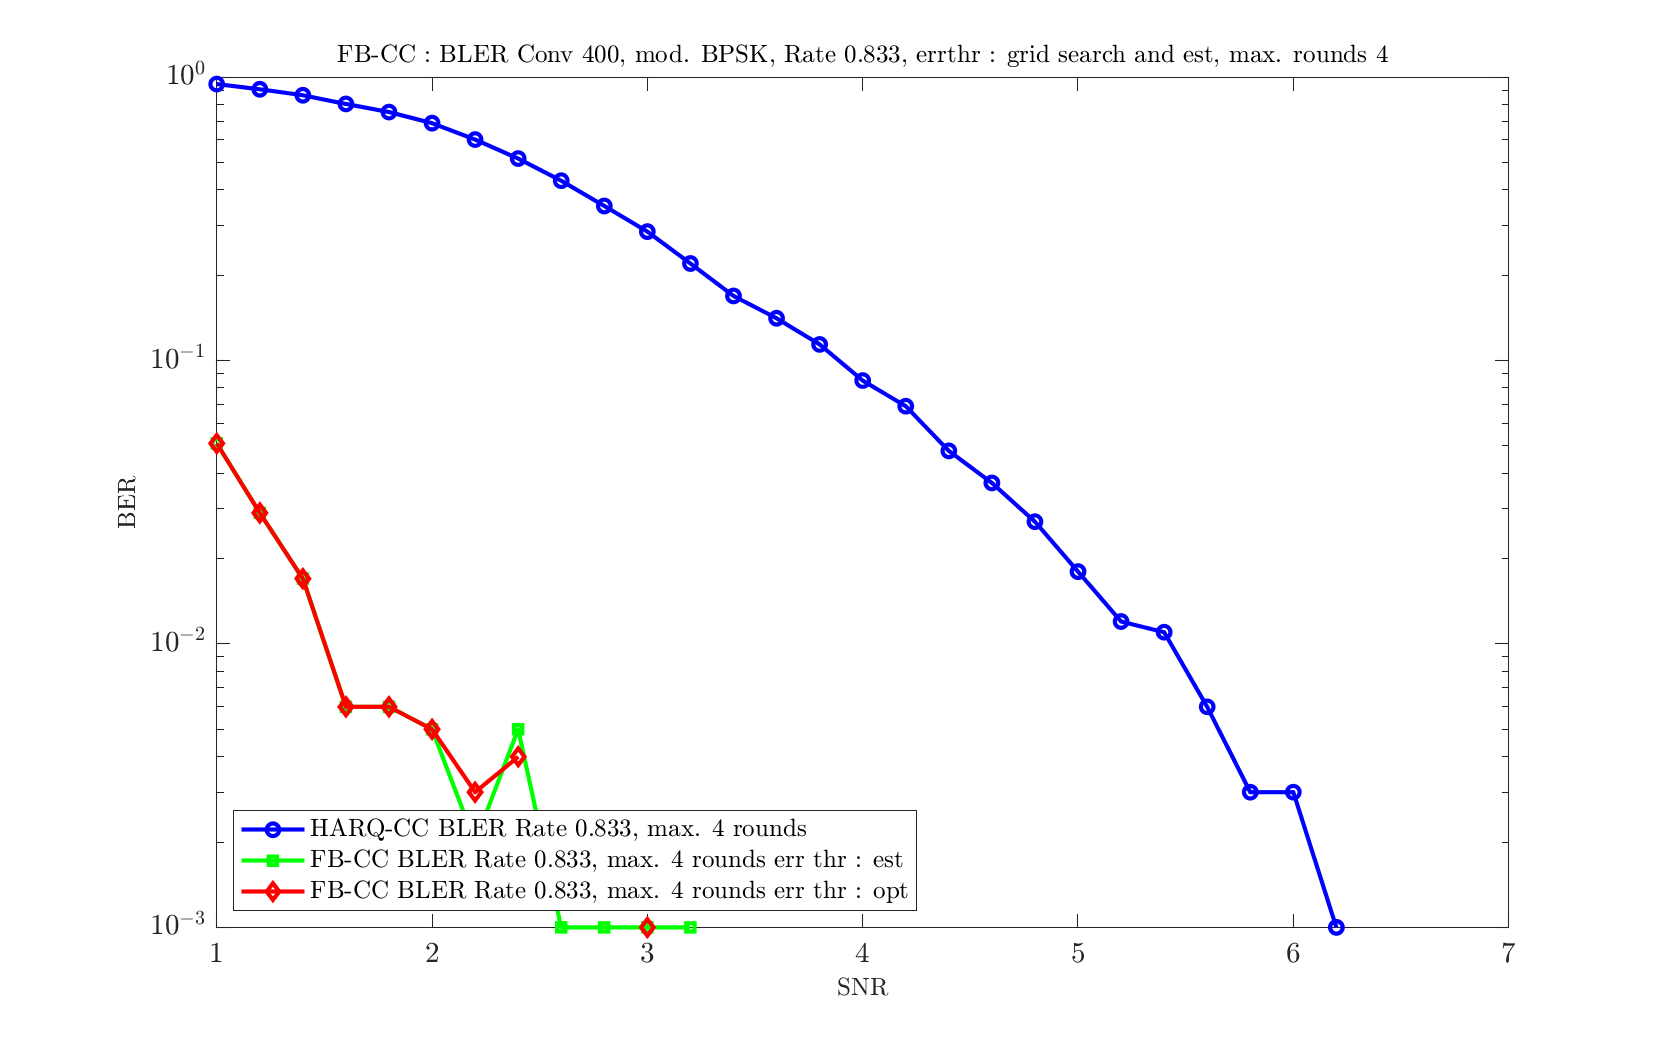 FB-CC : BLER Conv 400, mod. BPSK, Rate 0.833, errthr : grid search and est, max. rounds 4
10^0
10^-1
BER
10^-2
HARQ-CC BLER Rate 0.833, max. 4 rounds
FB-CC BLER Rate 0.833, max. 4 rounds err thr : est
FB-CC BLER Rate 0.833, max. 4 rounds err thr : opt
10^-3
1 2 3 4 5 6 7
SNR